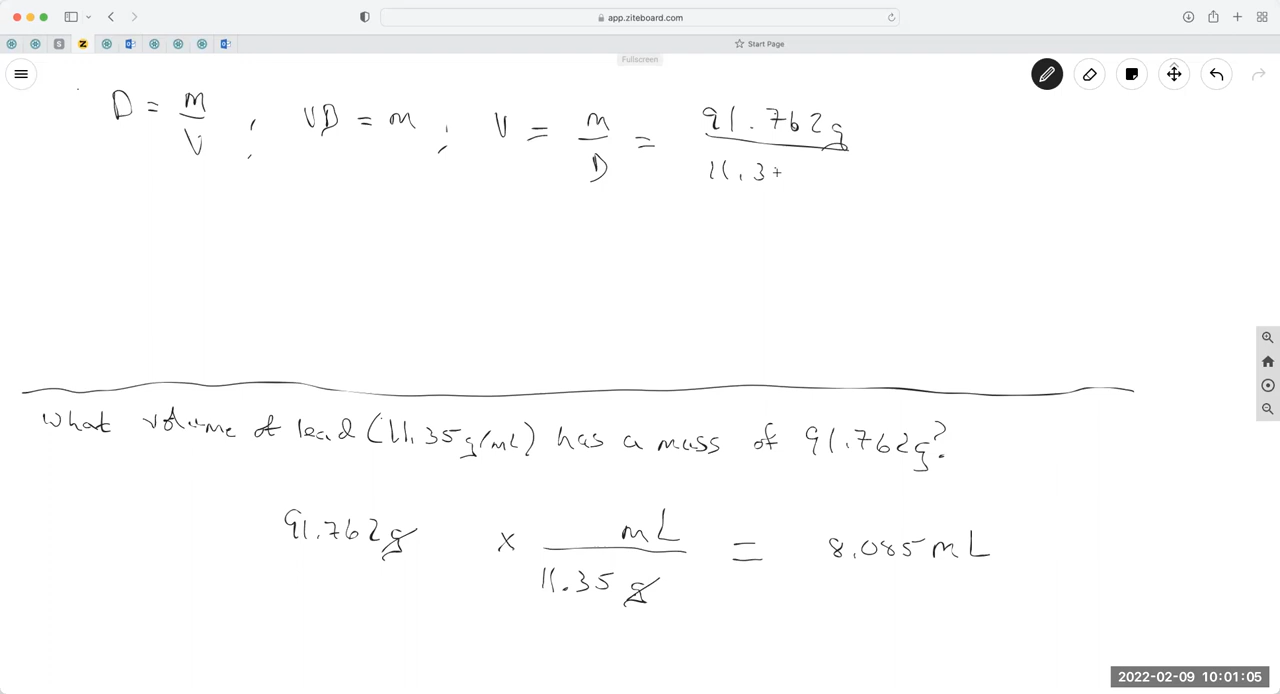 app.ziteboard.com
S Z
Start Page
Fullscreen
D = m/V ; VD = m ; V = m/D = 91.762g/11.3
What volume of lead (11.35g/mL) has a mass of 91.762g?
91.762g x mL/11.35 g = 8.085 mL
2022-02-09 10:01:05